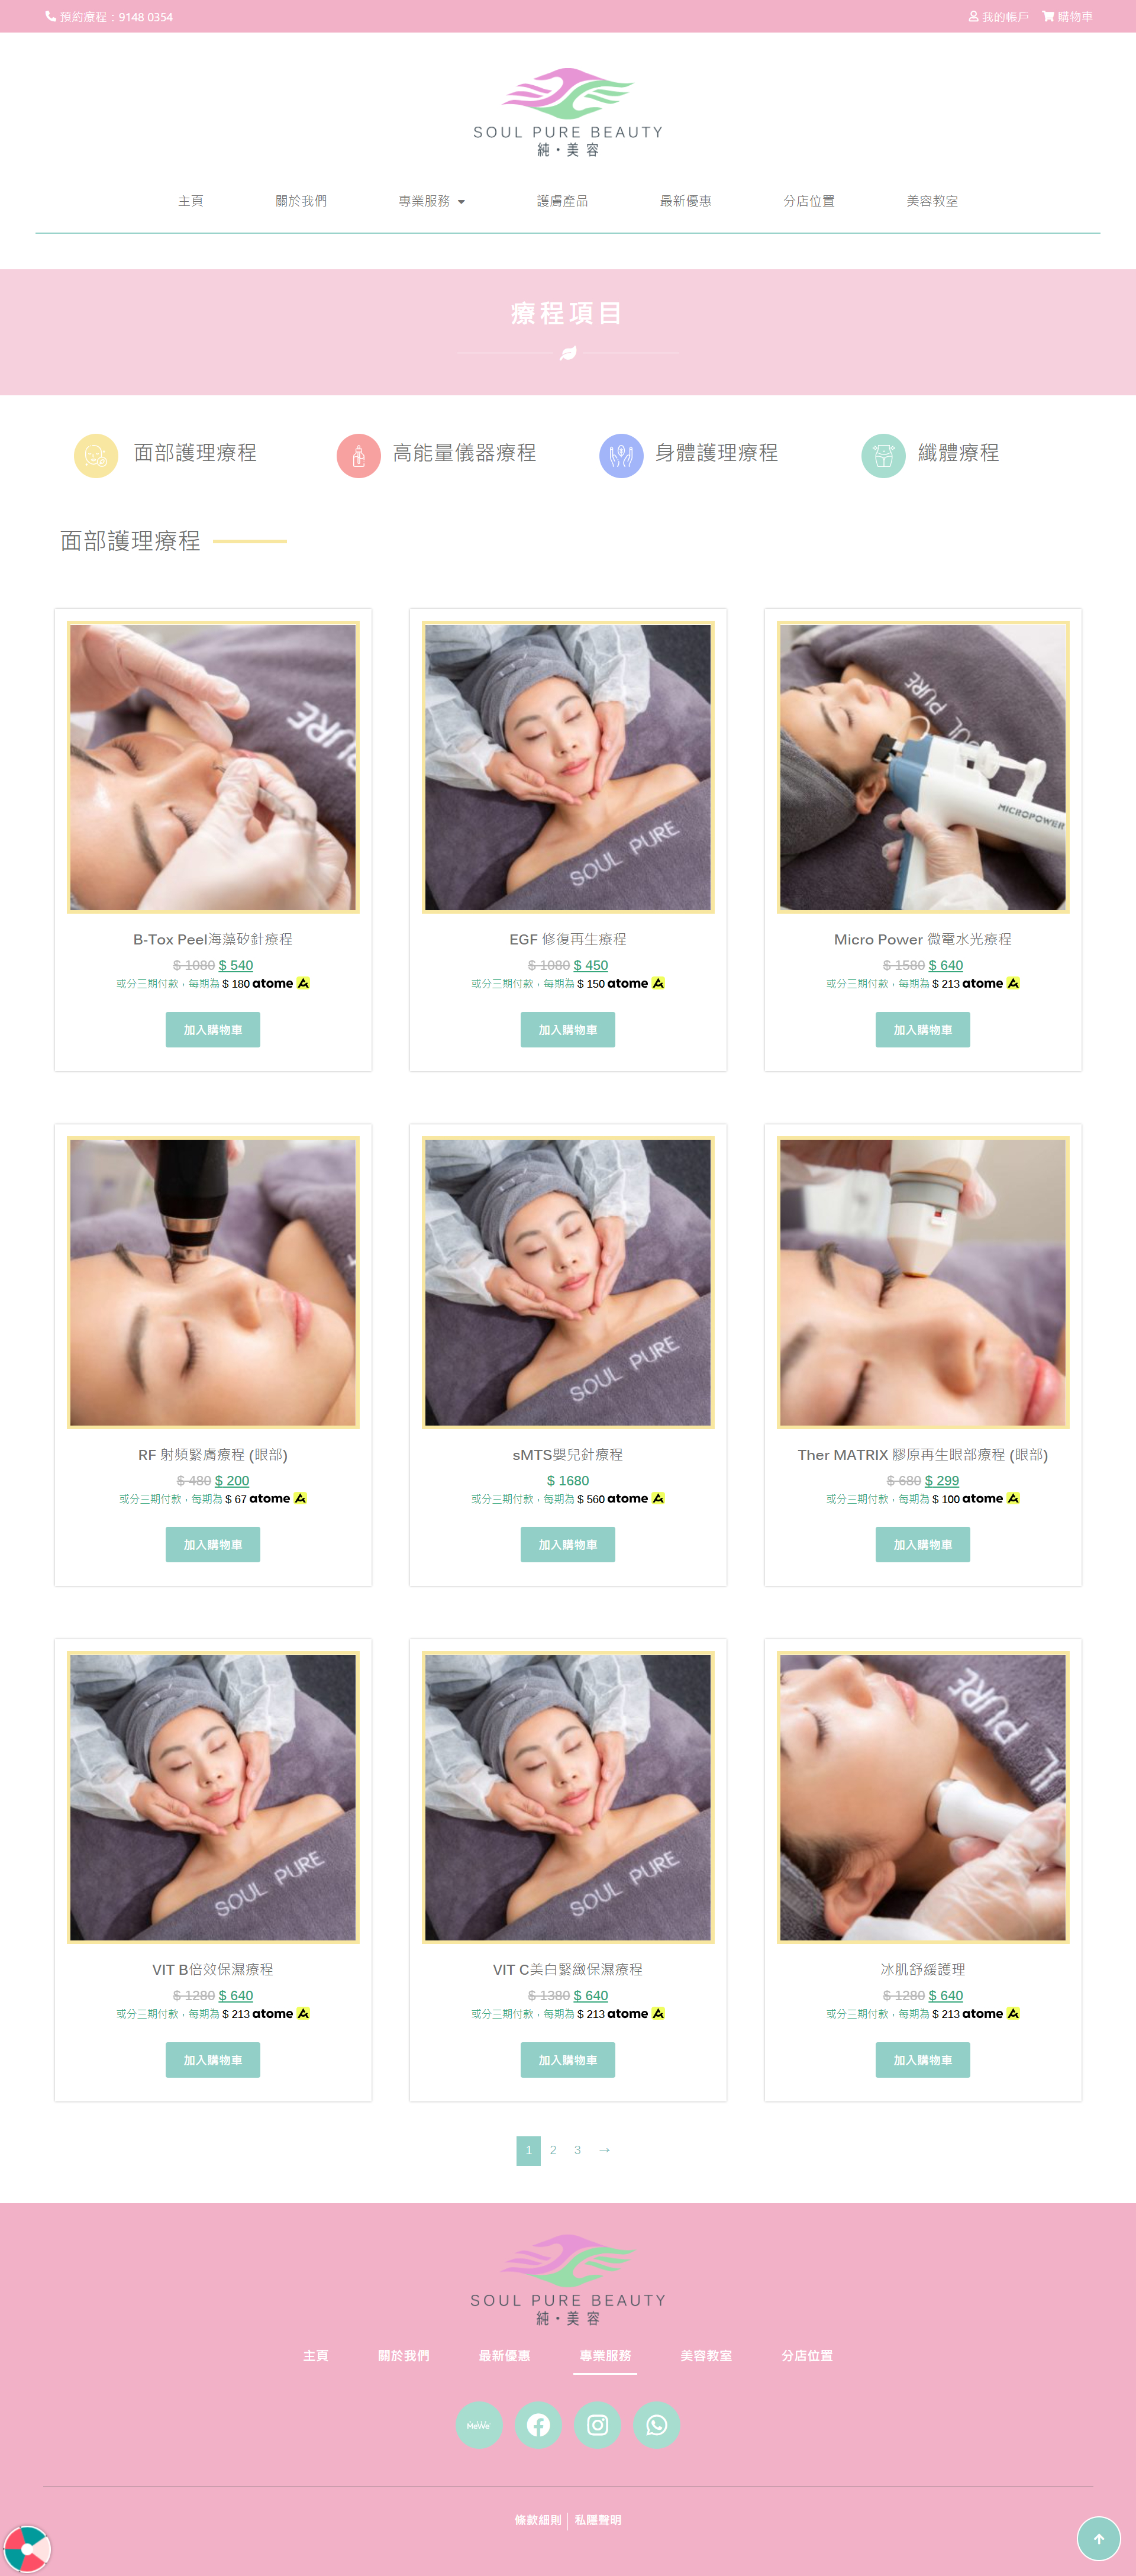 預約療程：9148 0354
我的帳戶 購物車
SOUL PURE BEAUTY
純・美 容
主頁 關於我們 專業服務 護膚產品 最新優惠 分店位置 美容教室
療程項目
面部護理療程 高能量儀器療程 身體護理療程 纖體療程
面部護理療程
PURE
SOUL PURE
SOUL PURE
MICROPOWER
B-Tox Peel海藻矽針療程 EGF 修復再生療程 Micro Power 微電水光療程
$ 1080 $ 540 $ 1080 $ 450 $ 1580 $ 640
或分三期付款，每期為 $ 180 atome 或分三期付款，每期為 $ 150 atome 或分三期付款，每期為 $ 213 atome
加入購物車 加入購物車 加入購物車
SOUL PURE
RF 射頻緊膚療程 (眼部) sMTS嬰兒針療程 Ther MATRIX 膠原再生眼部療程 (眼部)
$ 480 $ 200 $ 1680 $ 680 $ 299
或分三期付款，每期為 $ 67 atome 或分三期付款，每期為 $ 560 atome 或分三期付款，每期為 $ 100 atome
加入購物車 加入購物車 加入購物車
SOUL PURE
SOUL PURE
PURE
VIT B倍效保濕療程 VIT C美白緊緻保濕療程 冰肌舒緩護理
$ 1280 $ 640 $ 1380 $ 640 $ 1280 $ 640
或分三期付款，每期為 $ 213 atome 或分三期付款，每期為 $ 213 atome 或分三期付款，每期為 $ 213 atome
加入購物車 加入購物車 加入購物車
1 2 3 →
SOUL PURE BEAUTY
純・美 容
主頁 關於我們 最新優惠 專業服務 美容教室 分店位置
MeWe
條款細則 私隱聲明